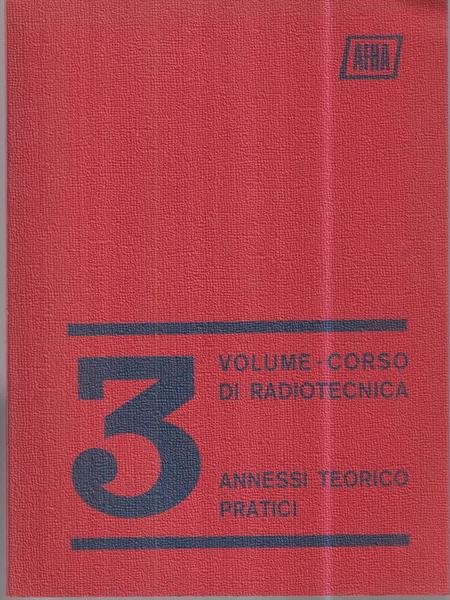 AFHA
3
VOLUME - CORSO
DI RADIOTECNICA
ANNESSI TEORICO
PRATICI